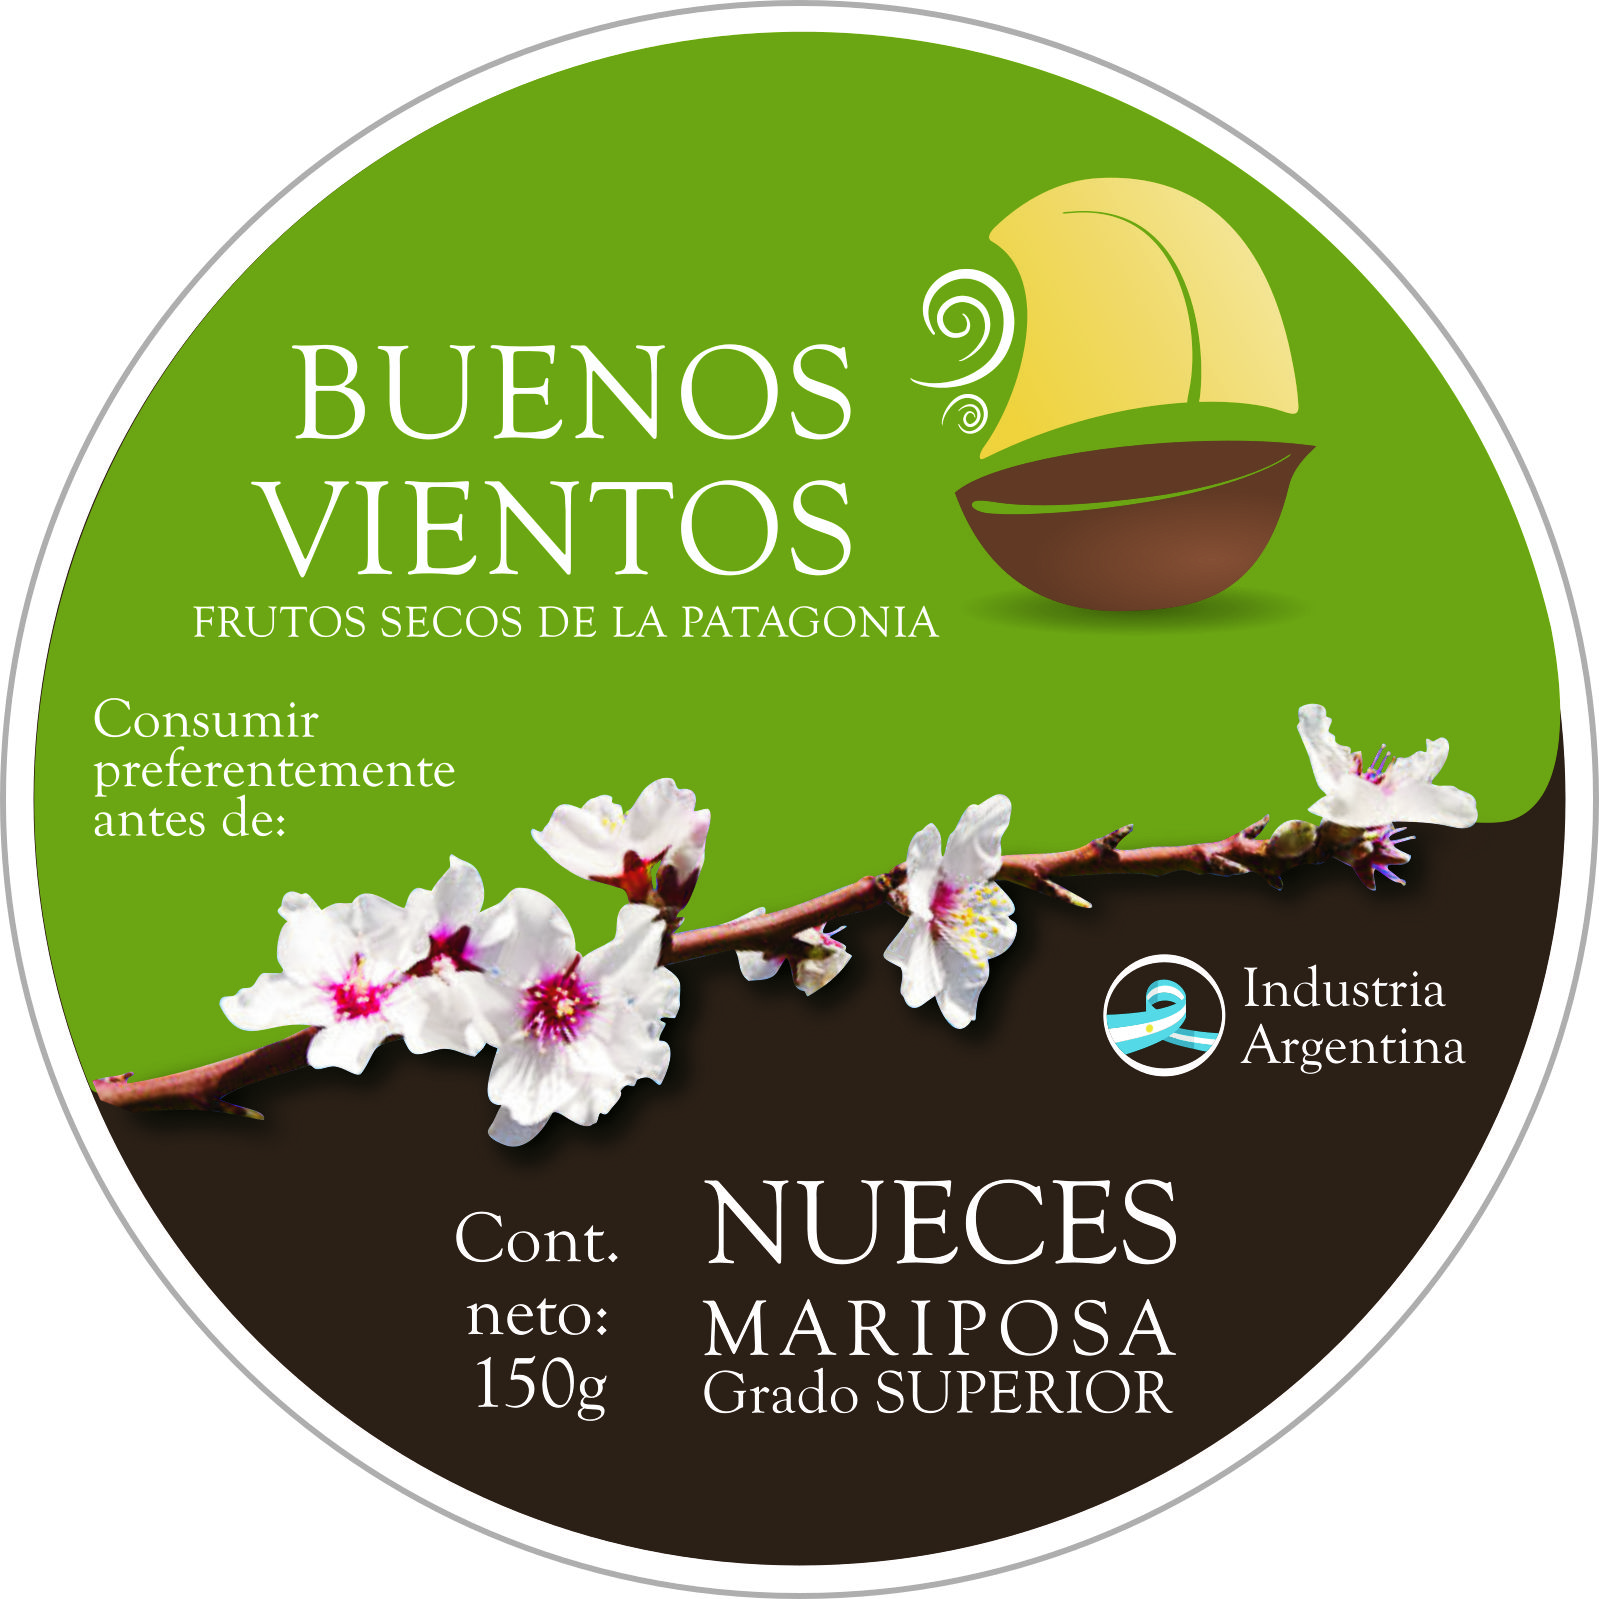 BUENOS
VIENTOS
FRUTOS SECOS DE LA PATAGONIA
Consumir
preferentemente
antes de:
Industria
Argentina
Cont.
neto:
150g
NUECES
MARIPOSA
Grado SUPERIOR